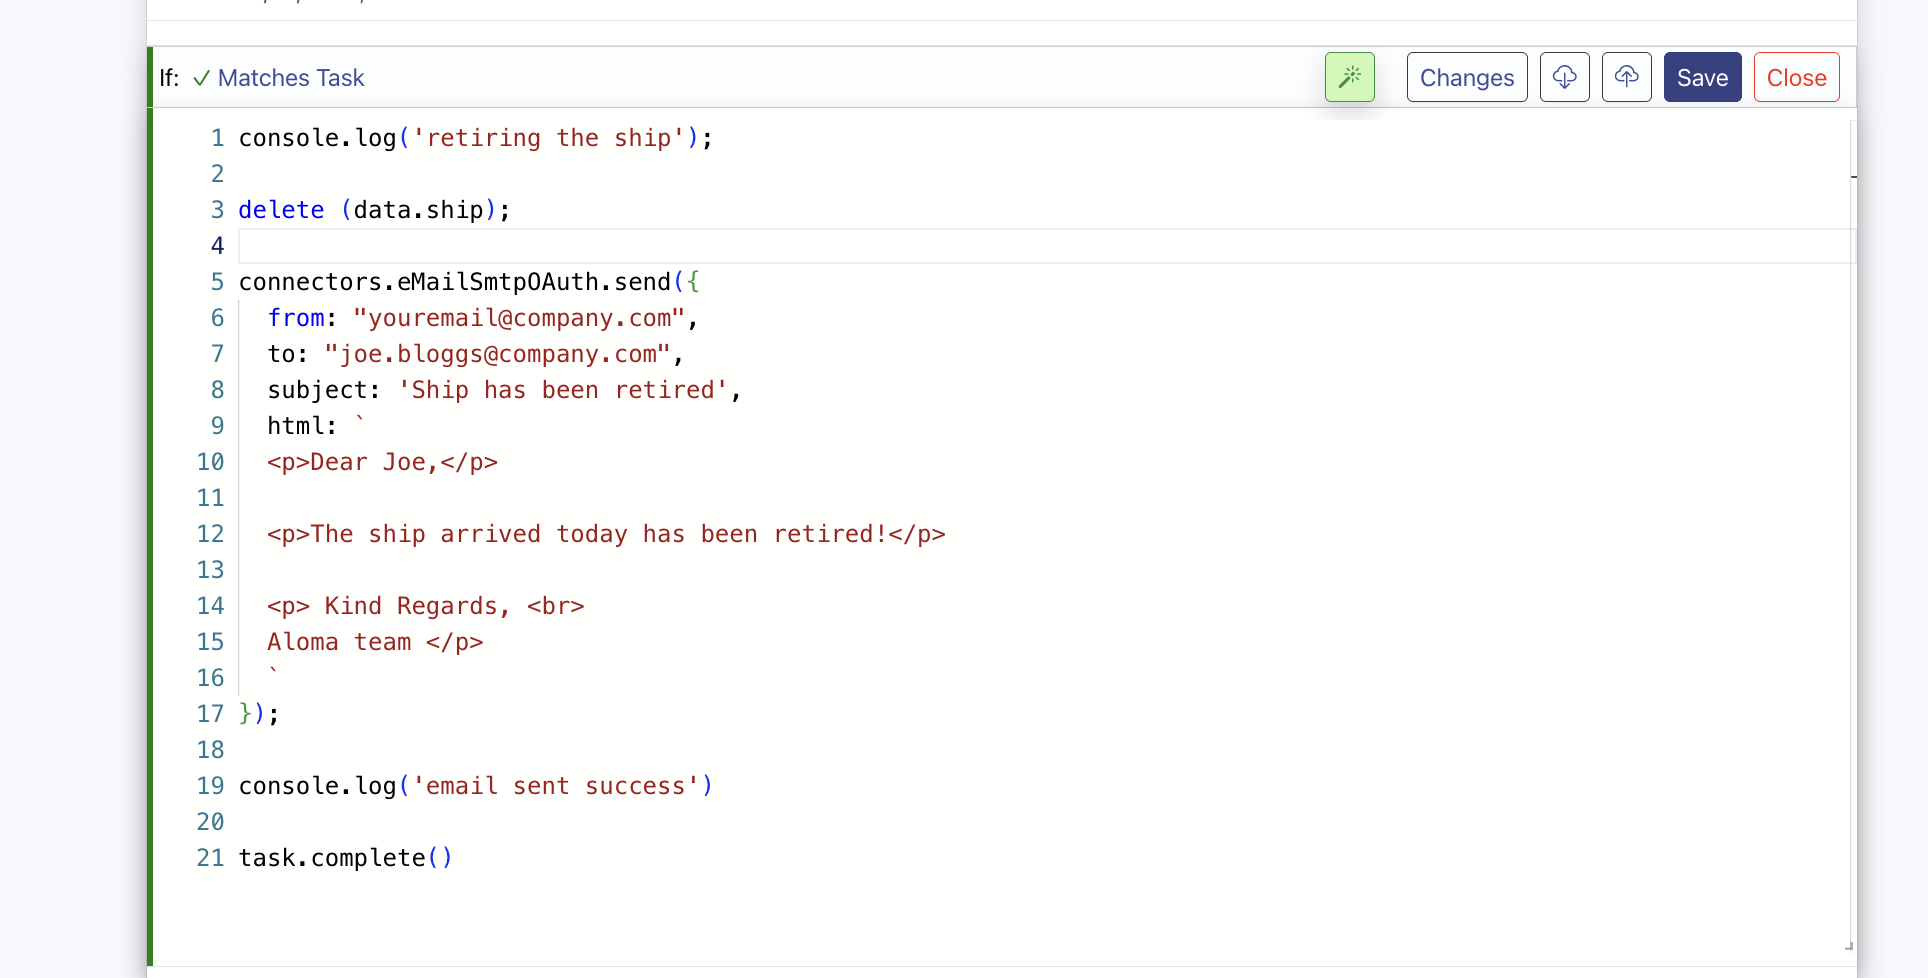 If: ✓ Matches Task Changes Save Close
1 console.log('retiring the ship');
2
3 delete (data.ship);
4
5 connectors.eMailSmtpOAuth.send({
6   from: "youremail@company.com",
7   to: "joe.bloggs@company.com",
8   subject: 'Ship has been retired',
9   html: `
10   <p>Dear Joe,</p>
11
12   <p>The ship arrived today has been retired!</p>
13
14   <p> Kind Regards, <br>
15   Aloma team </p>
16   `
17 });
18
19 console.log('email sent success')
20
21 task.complete()